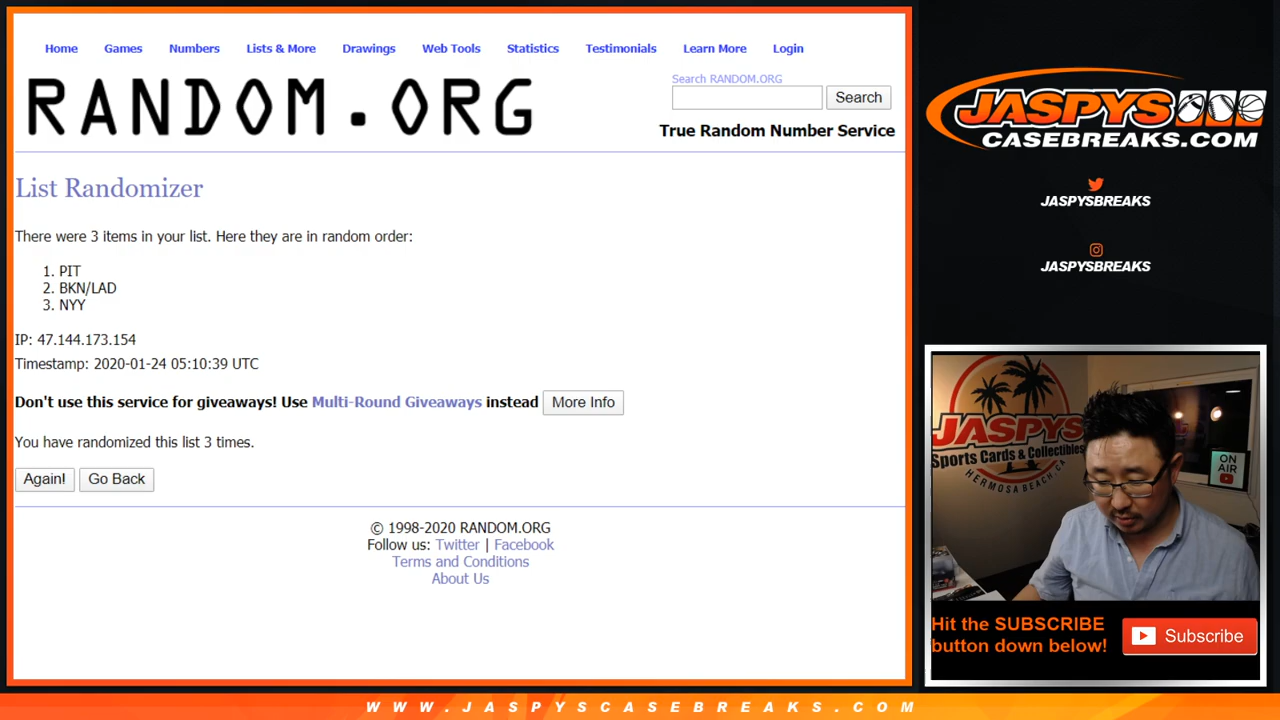 Home Games Numbers Lists & More Drawings Web Tools Statistics Testimonials Learn More Login
RANDOM.ORG
Search RANDOM.ORG
Search
True Random Number Service
List Randomizer
There were 3 items in your list. Here they are in random order:
1. PIT
2. BKN/LAD
3. NYY
IP: 47.144.173.154
Timestamp: 2020-01-24 05:10:39 UTC
Don't use this service for giveaways! Use Multi-Round Giveaways instead More Info
You have randomized this list 3 times.
Again! Go Back
© 1998-2020 RANDOM.ORG
Follow us: Twitter | Facebook
Terms and Conditions
About Us
JASPYS
CASEBREAKS.COM
JASPYSBREAKS
JASPYSBREAKS
JASPYS
Sports Cards & Collectibles
HERMOSA BEACH, CA
ON
AIR
Hit the SUBSCRIBE
button down below!
Subscribe
WWW.JASPYSCASEBREAKS.COM